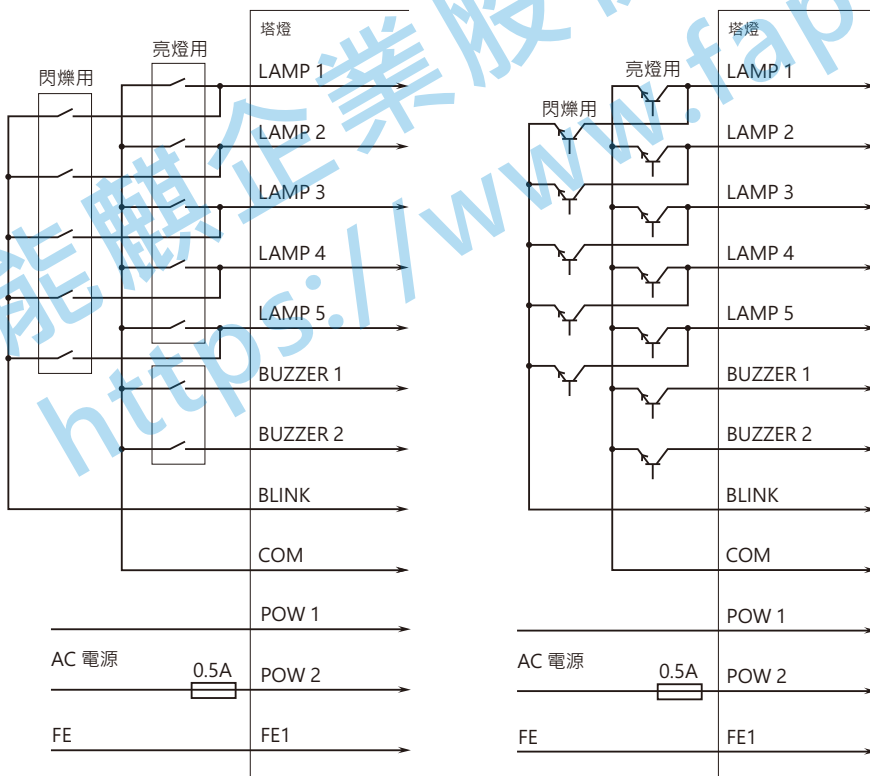 塔燈
亮燈用
閃爍用
LAMP 1
LAMP 2
LAMP 3
LAMP 4
LAMP 5
BUZZER 1
BUZZER 2
BLINK
COM
POW 1
AC 電源
0.5A
POW 2
FE
FE1
塔燈
亮燈用
閃爍用
LAMP 1
LAMP 2
LAMP 3
LAMP 4
LAMP 5
BUZZER 1
BUZZER 2
BLINK
COM
POW 1
AC 電源
0.5A
POW 2
FE
FE1
能麒企業股
https://www.fap